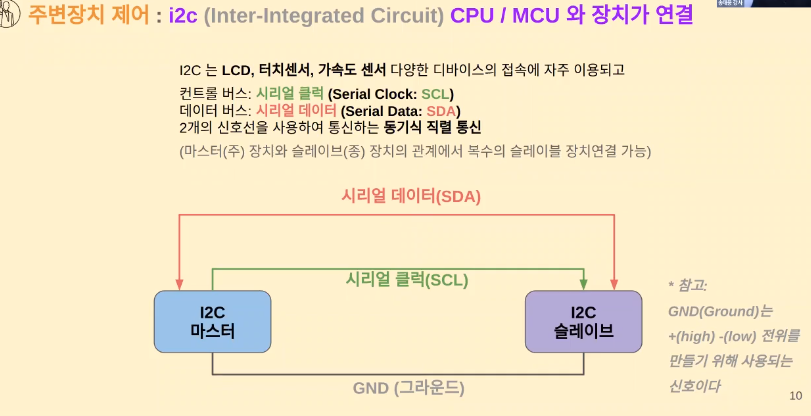 주변장치 제어 : i2c (Inter-Integrated Circuit) CPU / MCU 와 장치가 연결
I2C 는 LCD, 터치센서, 가속도 센서 다양한 디바이스의 접속에 자주 이용되고
컨트롤 버스: 시리얼 클럭 (Serial Clock: SCL)
데이터 버스: 시리얼 데이터 (Serial Data: SDA)
2개의 신호선을 사용하여 통신하는 동기식 직렬 통신
(마스터(주) 장치와 슬레이브(종) 장치의 관계에서 복수의 슬레이블 장치연결 가능)
시리얼 데이터(SDA)
시리얼 클럭(SCL)
I2C
마스터
I2C
슬레이브
GND (그라운드)
* 참고:
GND(Ground)는
+(high) -(low) 전위를
만들기 위해 사용되는
신호이다
10